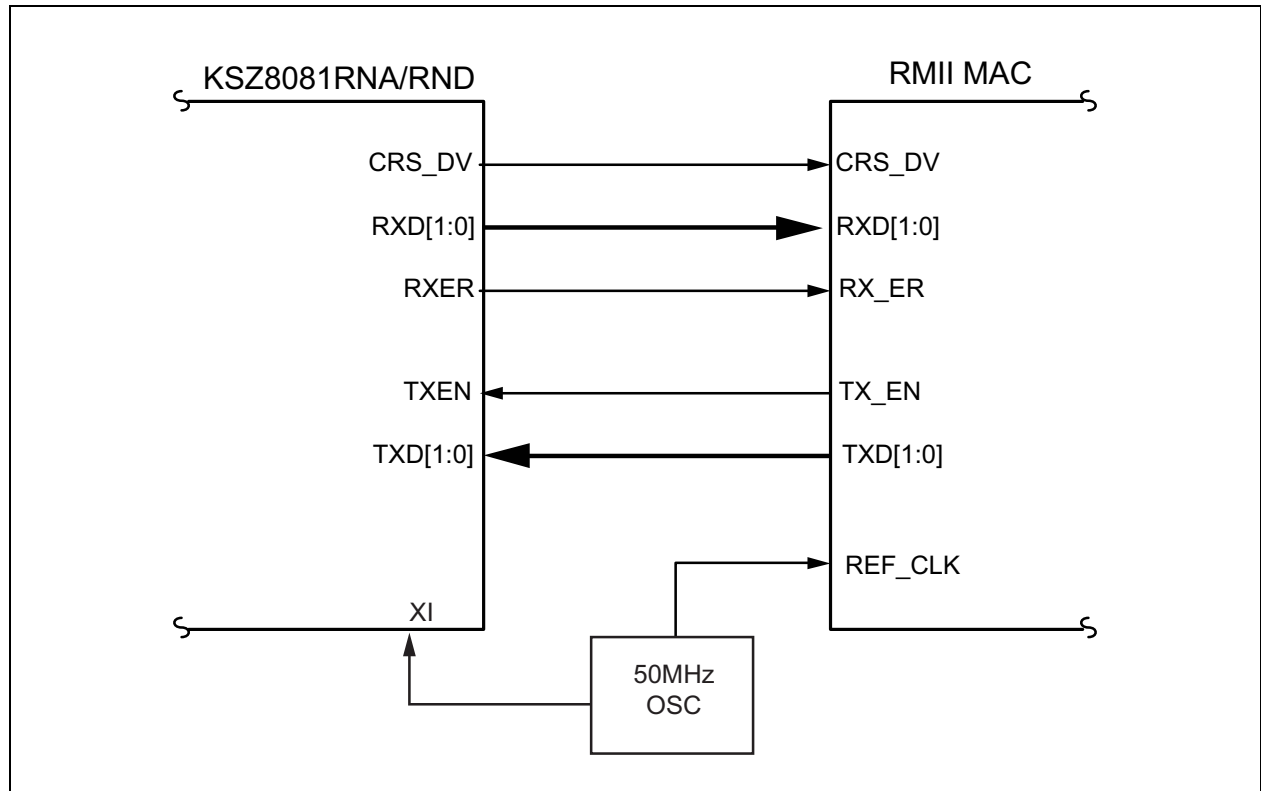 KSZ8081RNA/RND
RMII MAC
CRS_DV
CRS_DV
RXD[1:0]
RXD[1:0]
RXER
RX_ER
TXEN
TX_EN
TXD[1:0]
TXD[1:0]
REF_CLK
XI
50MHz
OSC